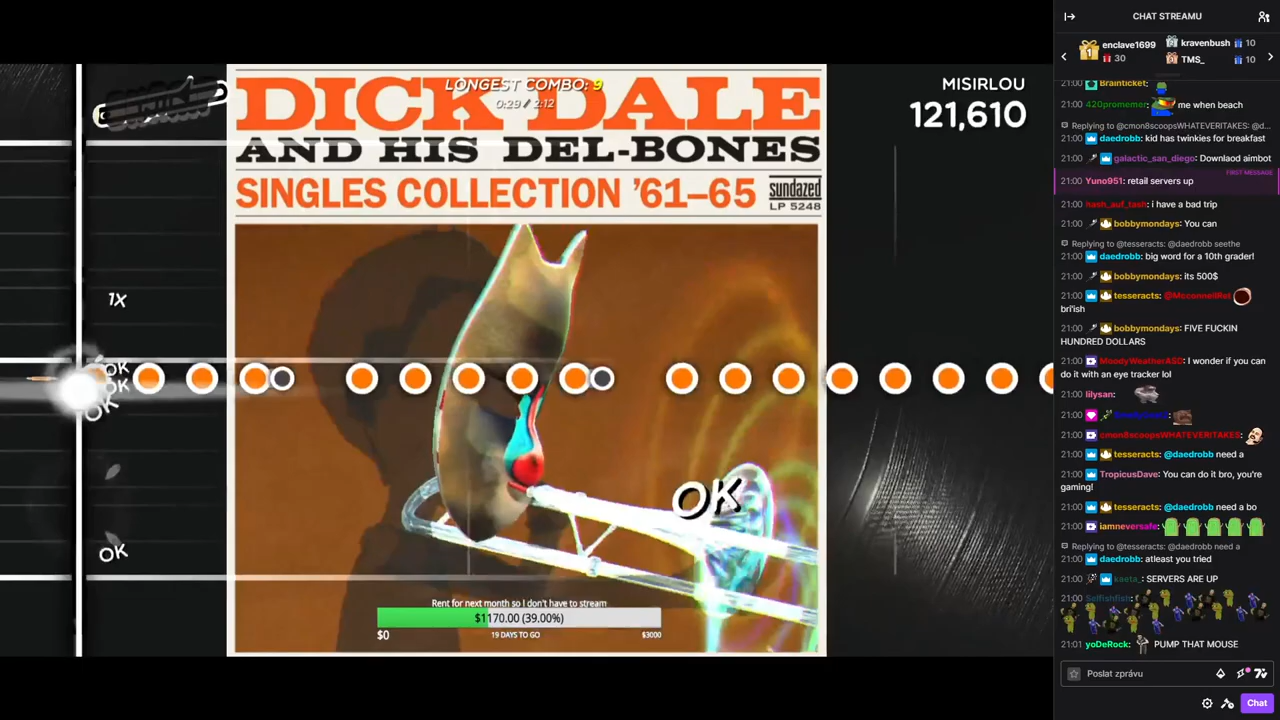 DICK DALE
LONGEST COMBO: 9
0:29 / 2:12
AND HIS DEL-BONES
SINGLES COLLECTION '61–65
sundazed
LP 5248
MISIRLOU
121,610
1X
OK
OK
OK
OK
OK
Rent for next month so I don't have to stream
$1170.00 (39.00%)
$0
19 DAYS TO GO
$3000
CHAT STREAMU
enclave1699
30
kravenbush 10
TMS_ 10
21:00 Brainticket:
21:00 420promemer: me when beach
Replying to @cmon8scoopsWHATEVERITAKES: @d...
21:00 daedrobb: kid has twinkies for breakfast
21:00 galactic_san_diego: Downlaod aimbot
FIRST MESSAGE
21:00 Yuno951: retail servers up
21:00 hash_auf_tash: i have a bad trip
21:00 bobbymondays: You can
Replying to @tesseracts: @daedrobb seethe
21:00 daedrobb: big word for a 10th grader!
21:00 bobbymondays: its 500$
21:00 tesseracts:
bri'ish
21:00 bobbymondays: FIVE FUCKIN
HUNDRED DOLLARS
21:00 MoodyWeatherASD: I wonder if you can
do it with an eye tracker lol
21:00 lilysan:
21:00
21:00 cmon8scoopsWHATEVERITAKES:
21:00 tesseracts: @daedrobb need a
21:00 TropicusDave: You can do it bro, you're
gaming!
21:00 tesseracts: @daedrobb need a bo
21:00 iamneversafe:
Replying to @tesseracts: @daedrobb need a
21:00 daedrobb: atleast you tried
21:00 kaeta_: SERVERS ARE UP
21:00 Selfishfish:
21:01 yoDeRock: PUMP THAT MOUSE
Poslat zprávu
Chat